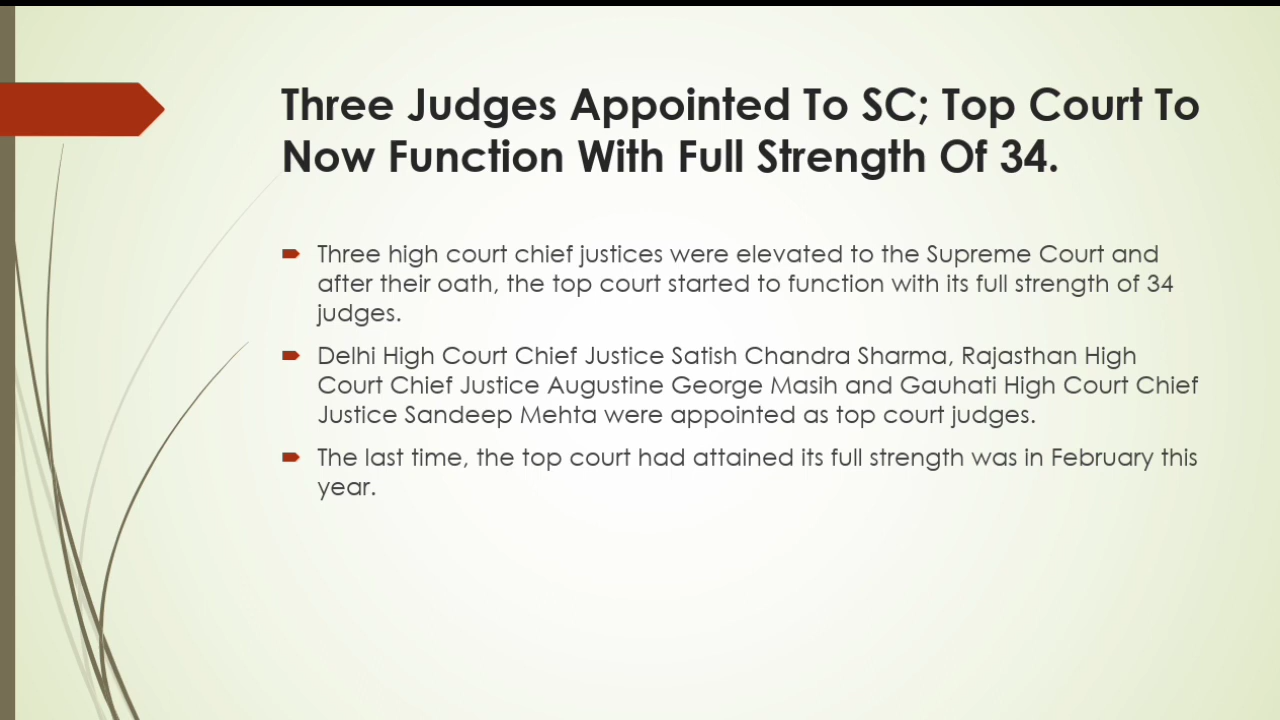 Three Judges Appointed To SC; Top Court To
Now Function With Full Strength Of 34.
Three high court chief justices were elevated to the Supreme Court and
after their oath, the top court started to function with its full strength of 34
judges.
Delhi High Court Chief Justice Satish Chandra Sharma, Rajasthan High
Court Chief Justice Augustine George Masih and Gauhati High Court Chief
Justice Sandeep Mehta were appointed as top court judges.
The last time, the top court had attained its full strength was in February this
year.